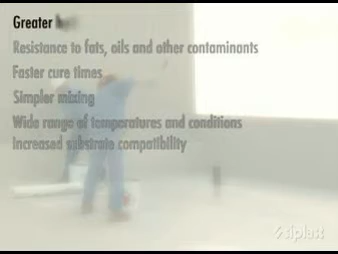 Greater
Resistance to fats, oils and other contaminants
Faster cure times
Simpler mixing
Wide range of temperatures and conditions
Increased substrate compatibility
siplast